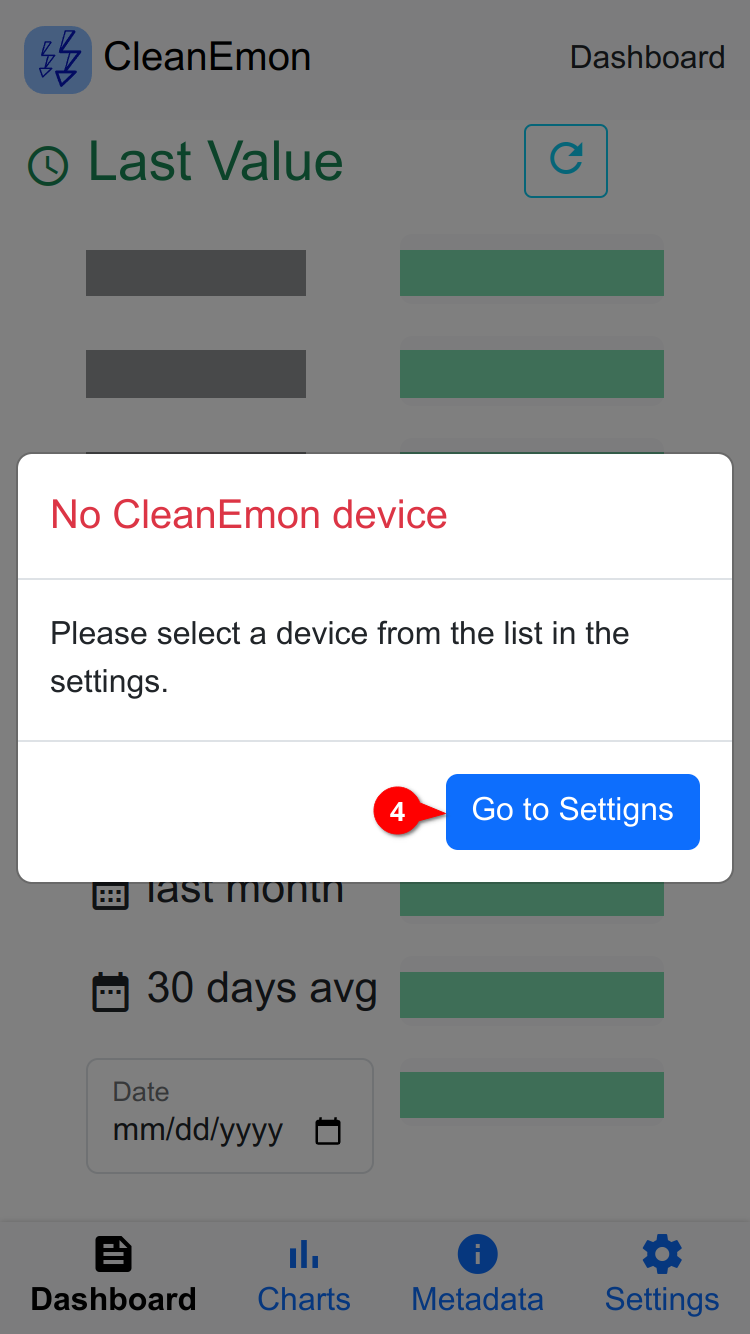 CleanEmon
Dashboard
Last Value
No CleanEmon device
Please select a device from the list in the
settings.
4
Go to Settigns
last month
30 days avg
Date
mm/dd/yyyy
Dashboard
Charts
Metadata
Settings